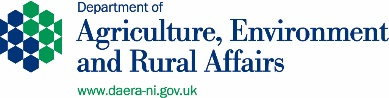 Department of
Agriculture, Environment
and Rural Affairs
www.daera-ni.gov.uk